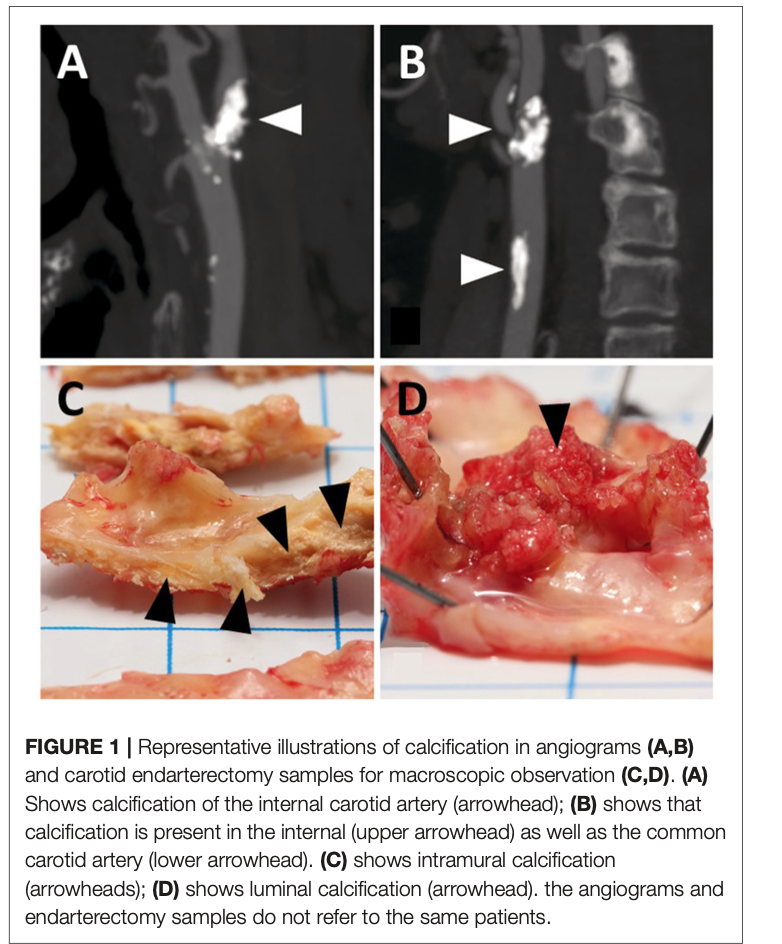 A
B
C
D
FIGURE 1 | Representative illustrations of calcification in angiograms (A,B)
and carotid endarterectomy samples for macroscopic observation (C,D). (A)
Shows calcification of the internal carotid artery (arrowhead); (B) shows that
calcification is present in the internal (upper arrowhead) as well as the common
carotid artery (lower arrowhead). (C) shows intramural calcification
(arrowheads); (D) shows luminal calcification (arrowhead). the angiograms and
endarterectomy samples do not refer to the same patients.